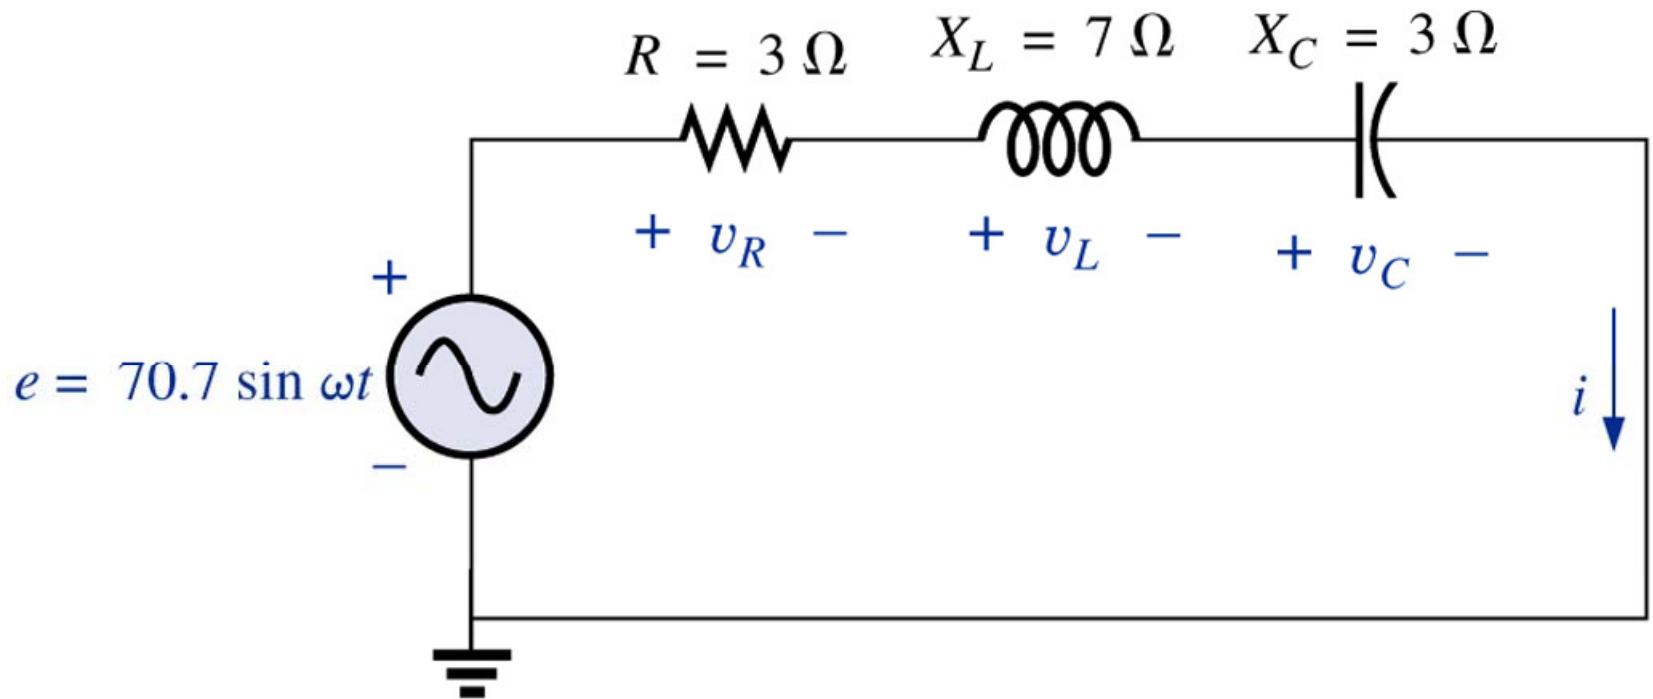 R = 3 Ω
X_L = 7 Ω
X_C = 3 Ω
+ v_R −
+ v_L −
+ v_C −
+
e = 70.7 sin ωt
−
i